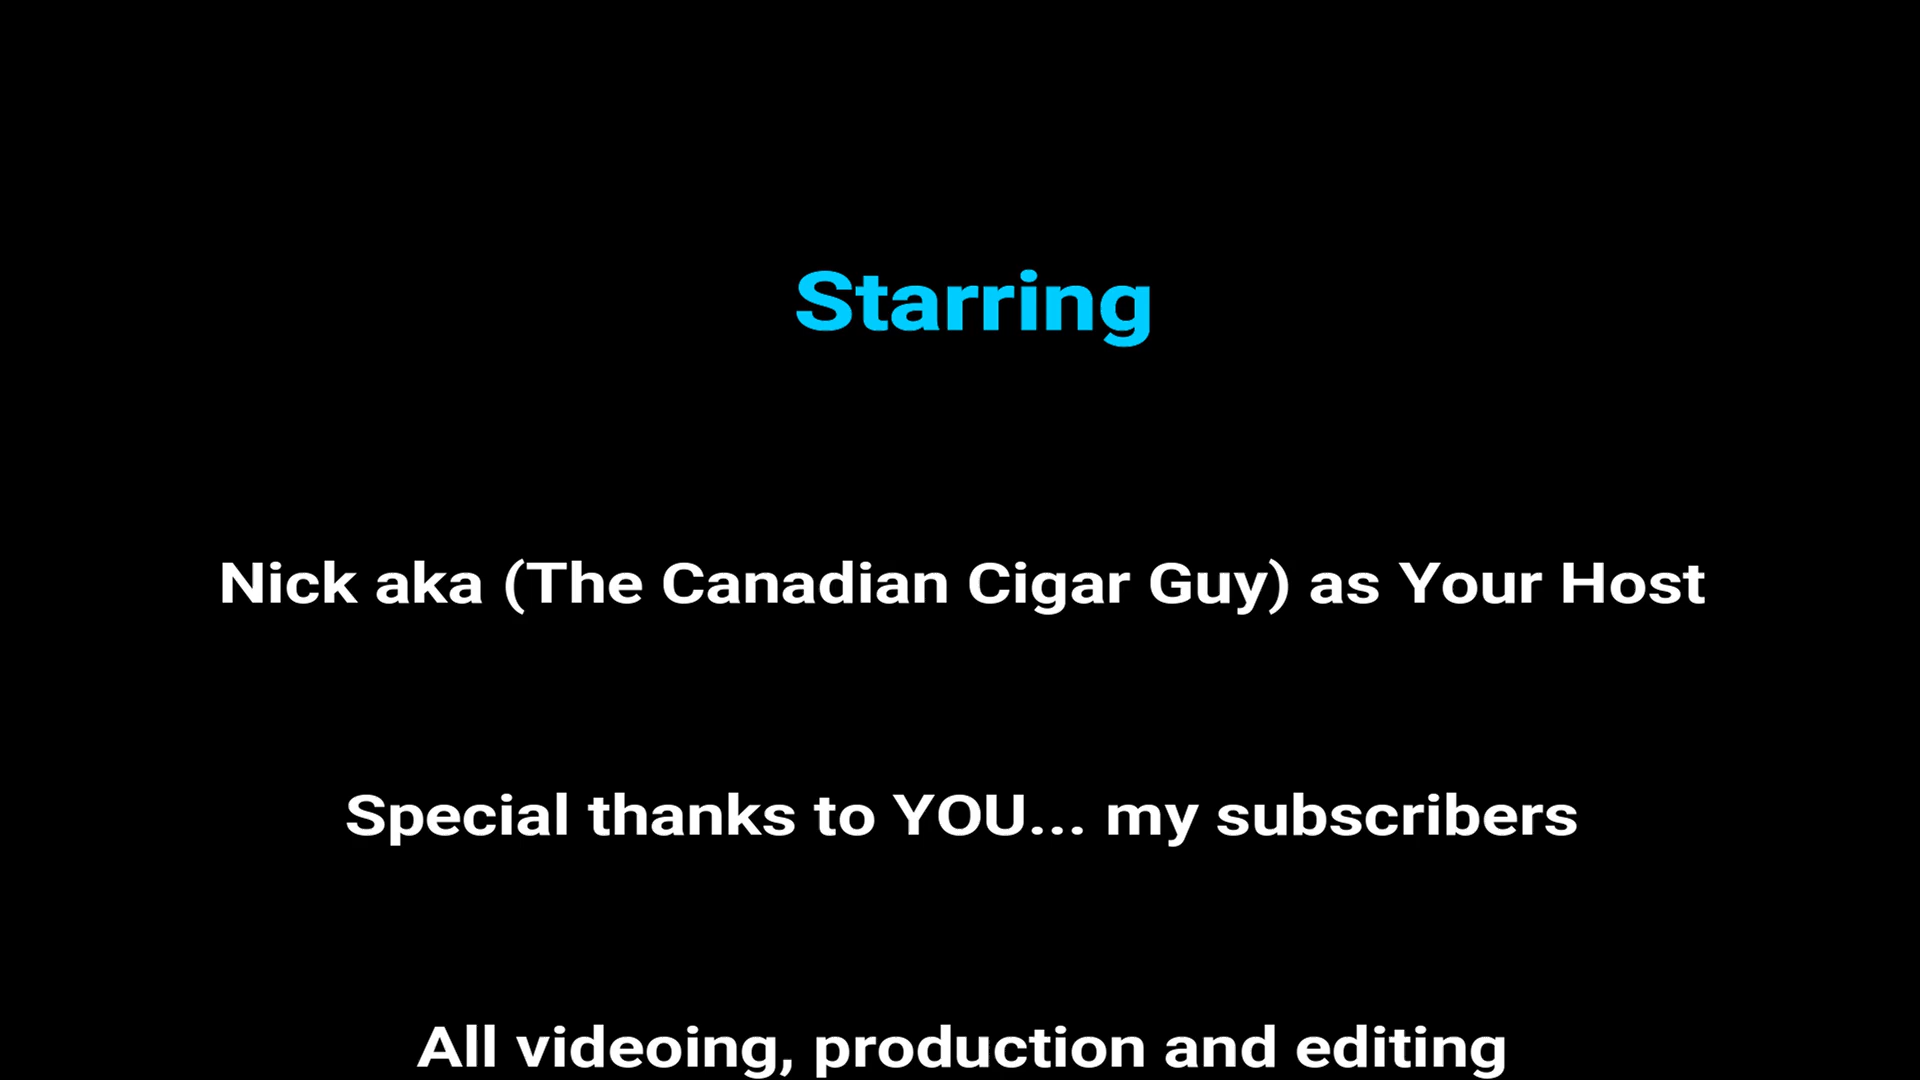 Starring
Nick aka (The Canadian Cigar Guy) as Your Host
Special thanks to YOU... my subscribers
All videoing, production and editing